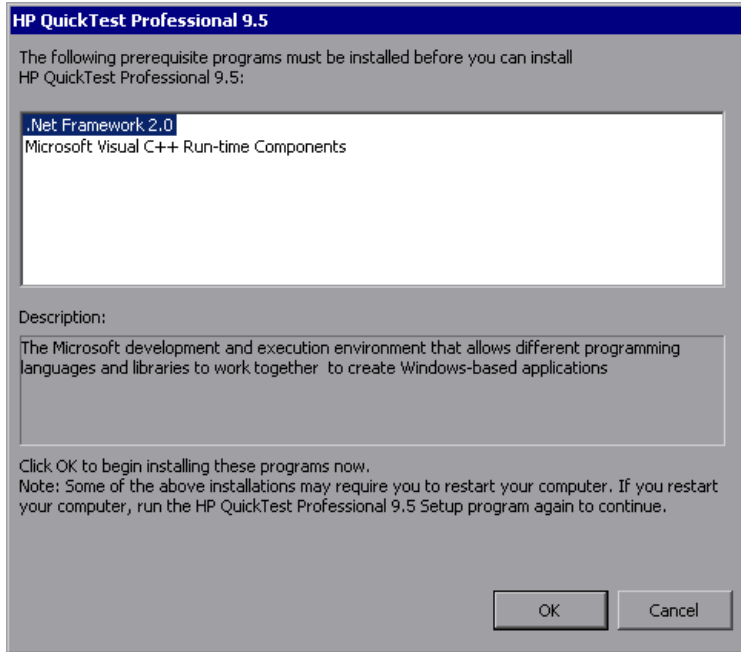 HP QuickTest Professional 9.5
The following prerequisite programs must be installed before you can install
HP QuickTest Professional 9.5:
.Net Framework 2.0
Microsoft Visual C++ Run-time Components
Description:
The Microsoft development and execution environment that allows different programming
languages and libraries to work together  to create Windows-based applications
Click OK to begin installing these programs now.
Note: Some of the above installations may require you to restart your computer. If you restart
your computer, run the HP QuickTest Professional 9.5 Setup program again to continue.
OK
Cancel